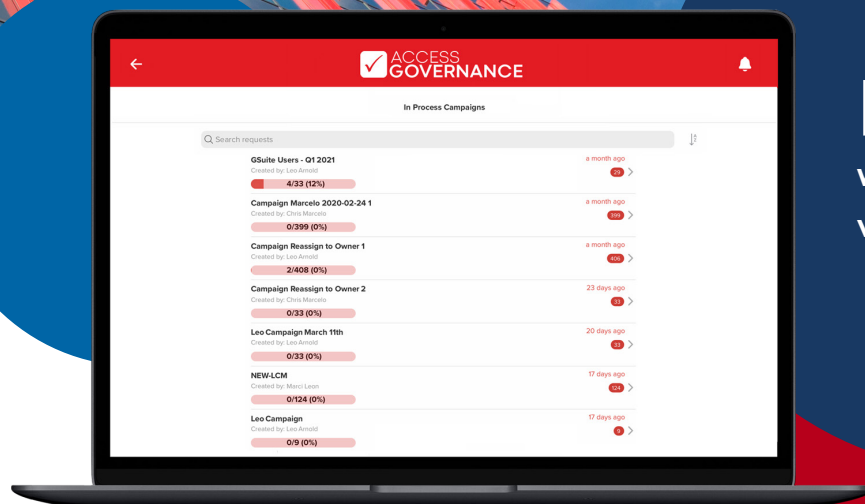 ACCESS
GOVERNANCE
In Process Campaigns
Search requests
GSuite Users - Q1 2021
a month ago
Created by: Leo Arnold
29
4/33 (12%)
Campaign Marcelo 2020-02-24 1
a month ago
Created by: Chris Marcelo
399
0/399 (0%)
Campaign Reassign to Owner 1
a month ago
Created by: Leo Arnold
406
2/408 (0%)
Campaign Reassign to Owner 2
23 days ago
Created by: Chris Marcelo
33
0/33 (0%)
Leo Campaign March 11th
20 days ago
Created by: Leo Arnold
33
0/33 (0%)
NEW-LCM
17 days ago
Created by: Marci Leon
124
0/124 (0%)
Leo Campaign
17 days ago
Created by: Leo Arnold
9
0/9 (0%)